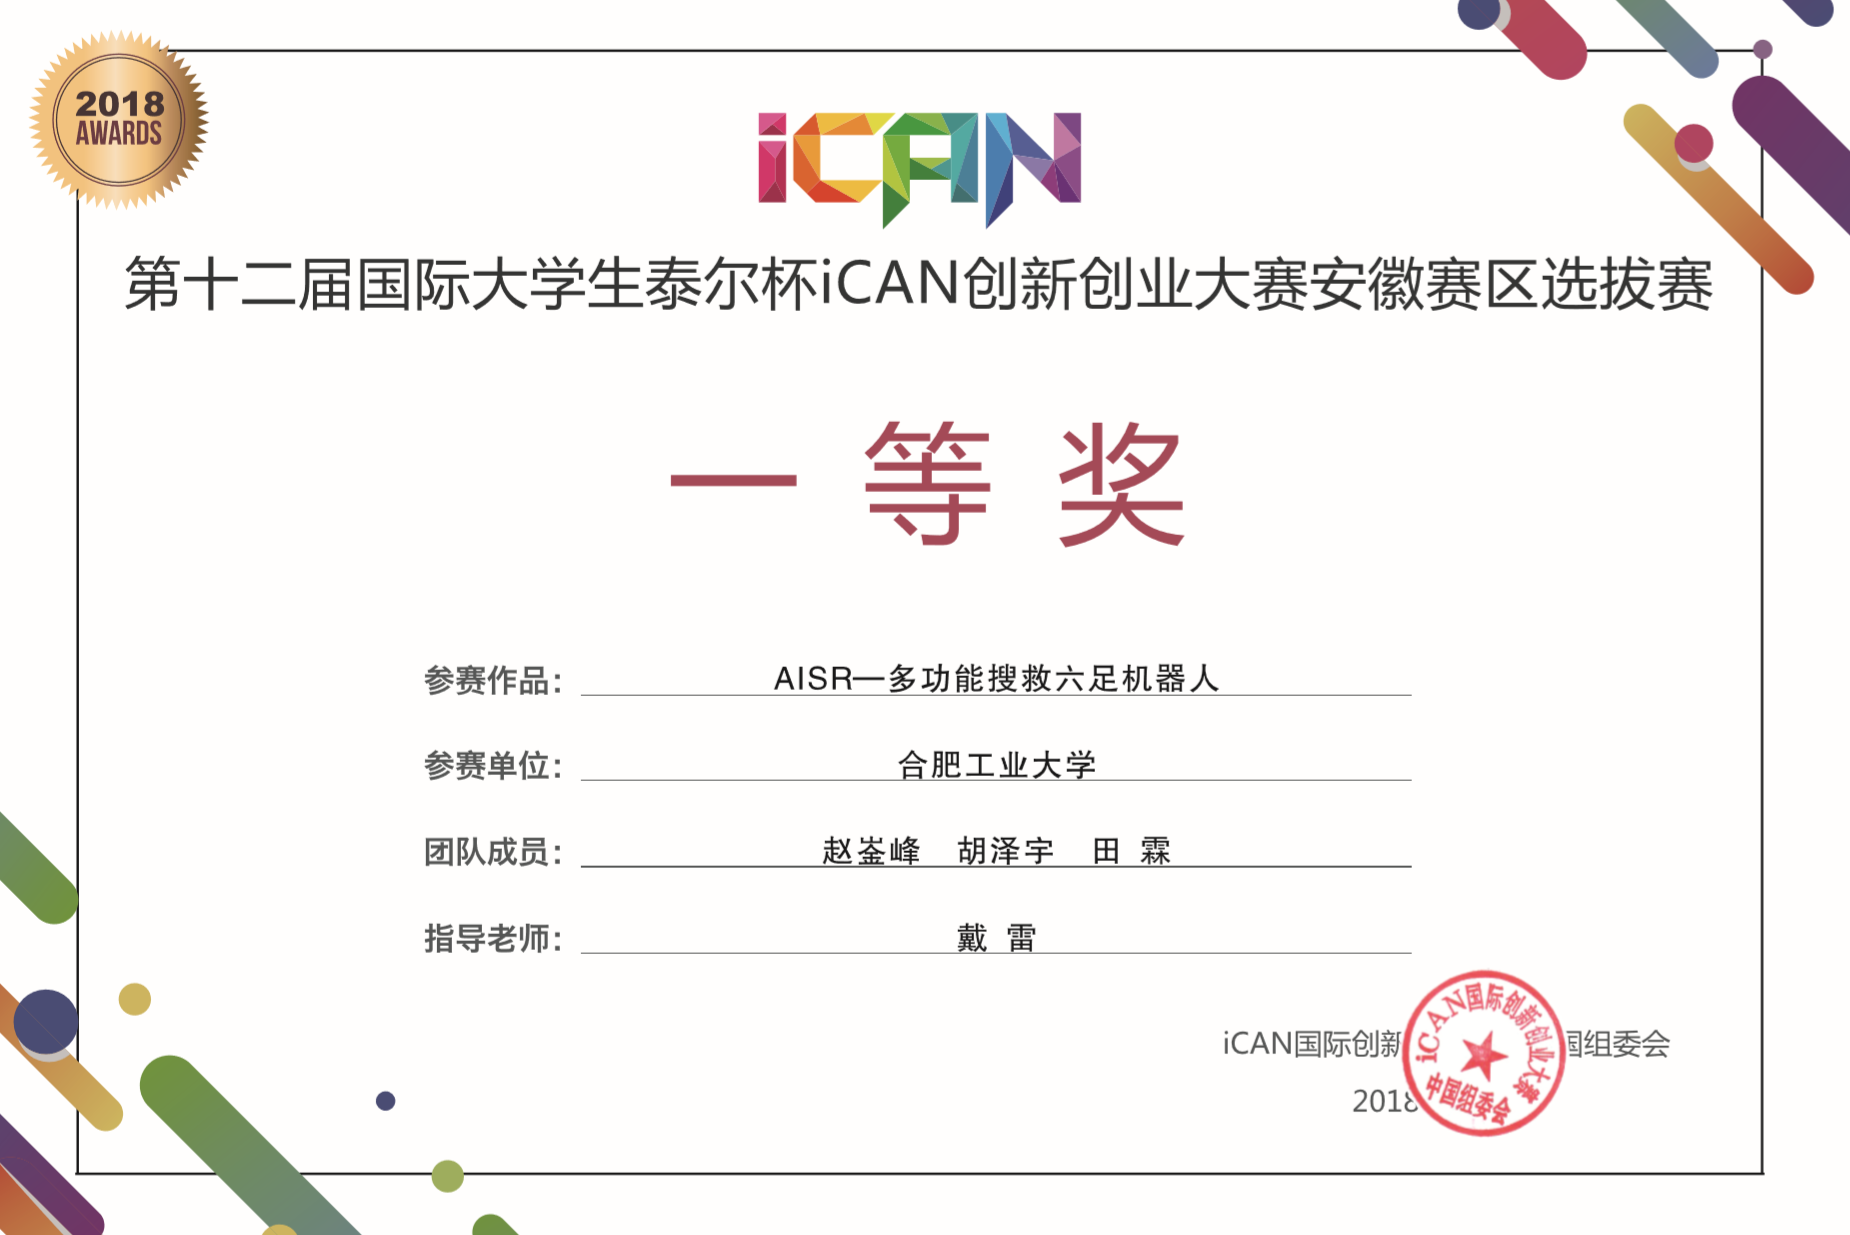 2018
AWARDS
iCAN
第十二届国际大学生泰尔杯iCAN创新创业大赛安徽赛区选拔赛
一等奖
参赛作品：AISR—多功能搜救六足机器人
参赛单位：合肥工业大学
团队成员：赵崟峰 胡泽宇 田 霖
指导老师：戴 雷
iCAN国际创新 国组委会
2018
iCAN国际创新创业大赛
中国组委会